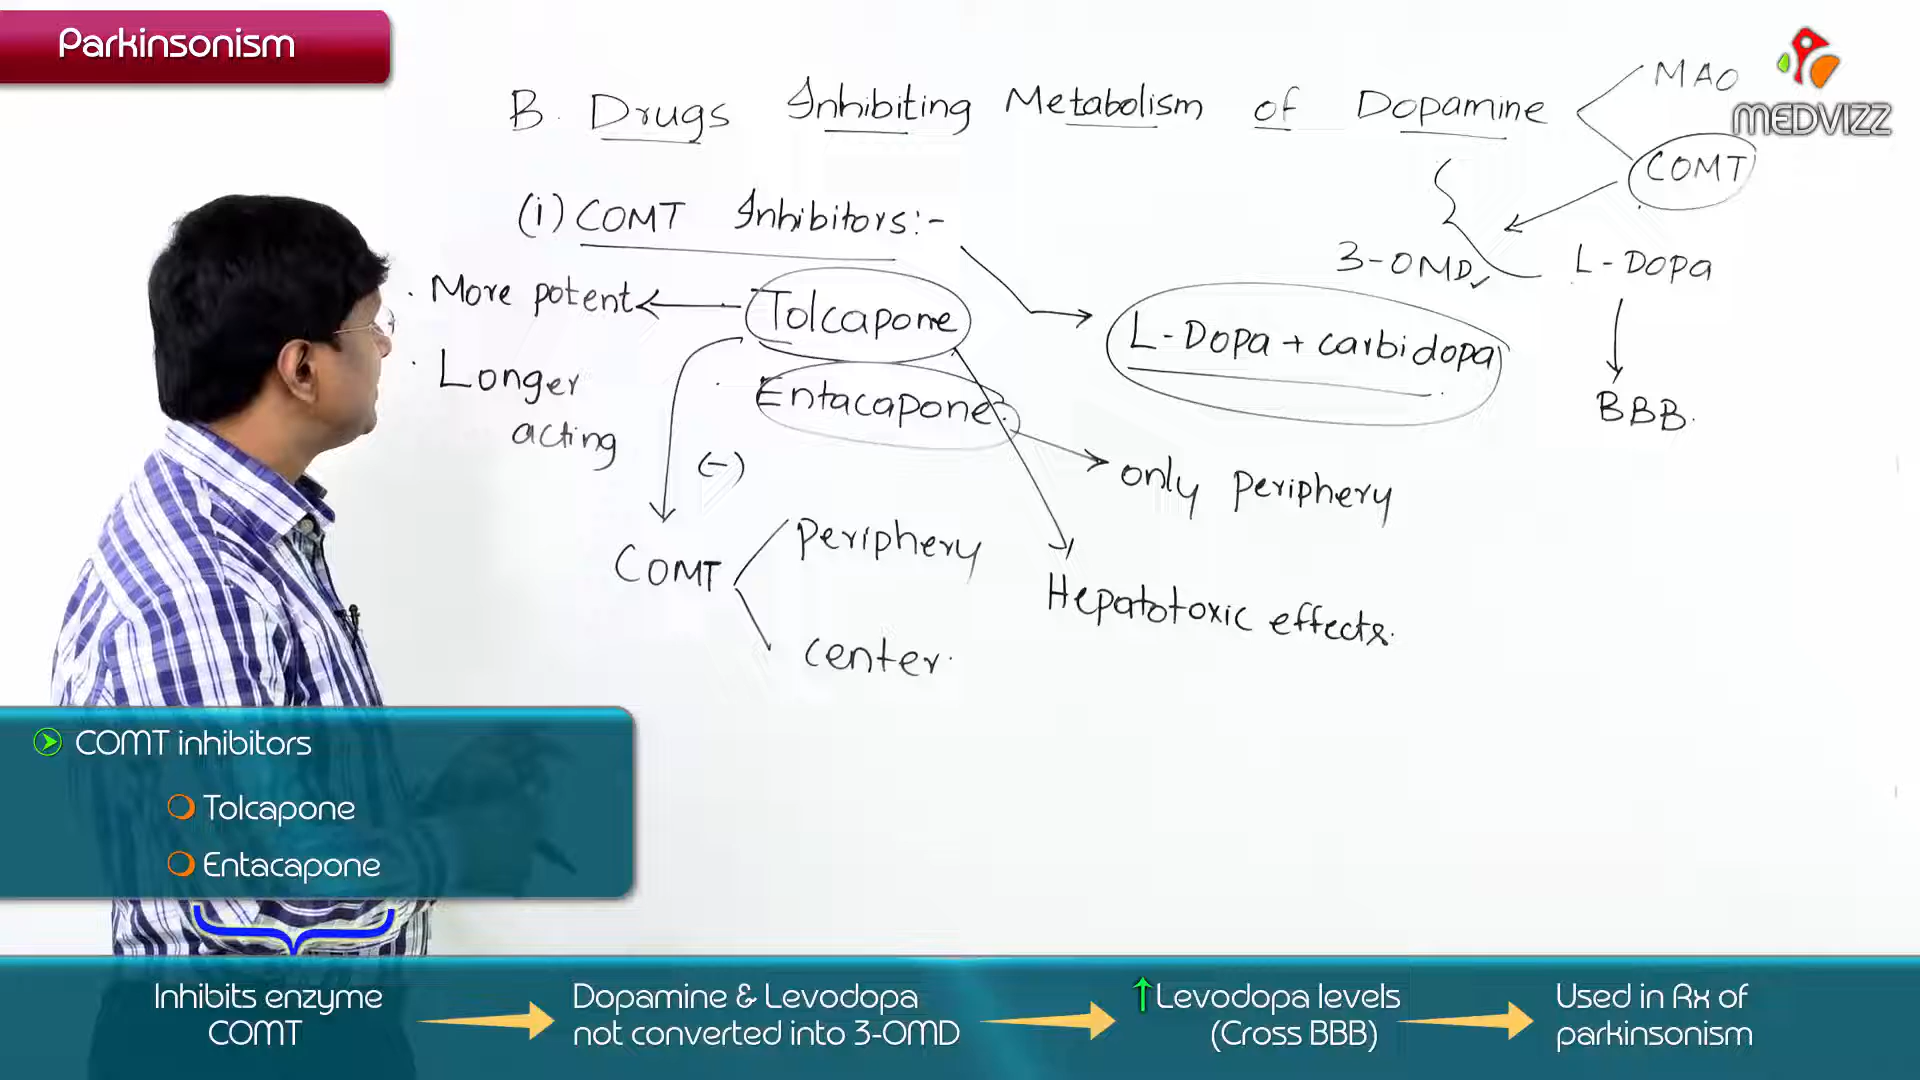 Parkinsonism
MEDVIZZ
B. Drugs Inhibiting Metabolism of Dopamine
MAO
COMT
(i) COMT Inhibitors:-
3-OMD
L-DOPA
BBB.
. More potent
Tolcapone
L-DOPA + carbidopa
. Longer
acting
Entacapone.
only periphery
(-)
COMT
periphery
center.
Hepatotoxic effects.
COMT inhibitors
Tolcapone
Entacapone
Inhibits enzyme
COMT
Dopamine & Levodopa
not converted into 3-OMD
↑Levodopa levels
(Cross BBB)
Used in Rx of
parkinsonism